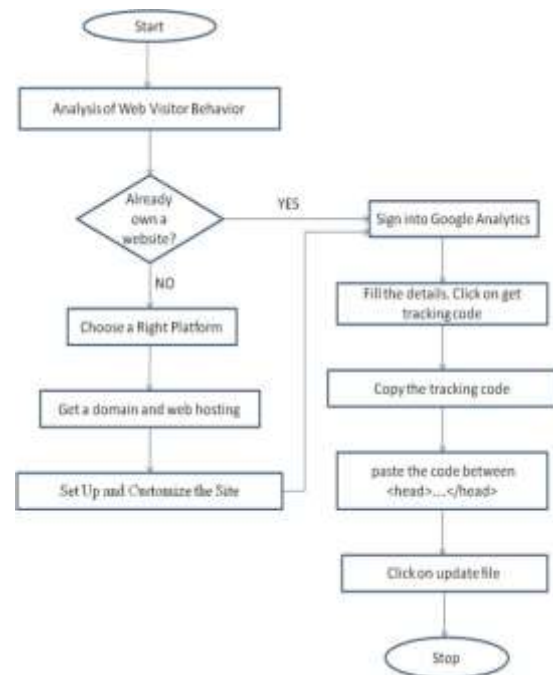 Start
Analysis of Web Visitor Behavior
Already
own a
website?
YES
NO
Choose a Right Platform
Get a domain and web hosting
Set Up and Customize the Site
Sign into Google Analytics
Fill the details. Click on get
tracking code
Copy the tracking code
paste the code between
<head>....</head>
Click on update file
Stop